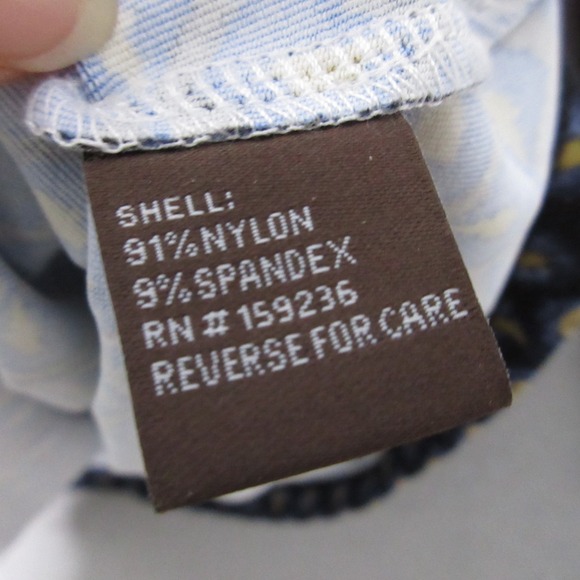 SHELL:
91% NYLON
9% SPANDEX
RN # 159236
REVERSE FOR CARE